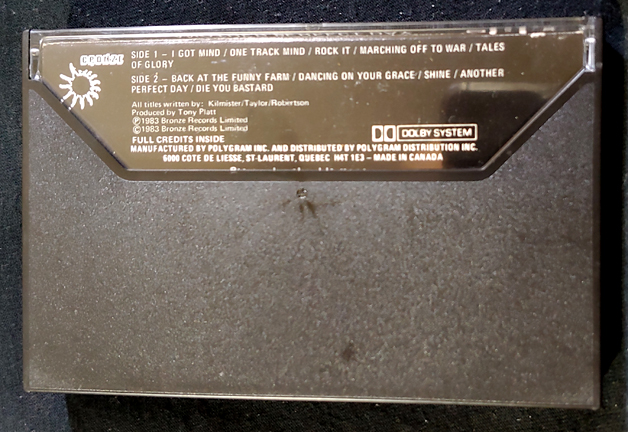 BRONZE
SIDE 1 – I GOT MIND / ONE TRACK MIND / ROCK IT / MARCHING OFF TO WAR / TALES
OF GLORY
SIDE 2 – BACK AT THE FUNNY FARM / DANCING ON YOUR GRACE / SHINE / ANOTHER
PERFECT DAY / DIE YOU BASTARD
All titles written by: Kilmister/Taylor/Robertson
Produced by Tony Platt
Ⓟ1983 Bronze Records Limited
©1983 Bronze Records Limited
FULL CREDITS INSIDE
DOLBY SYSTEM
MANUFACTURED BY POLYGRAM INC. AND DISTRIBUTED BY POLYGRAM DISTRIBUTION INC.
6000 COTE DE LIESSE, ST-LAURENT, QUEBEC H4T 1E3 – MADE IN CANADA